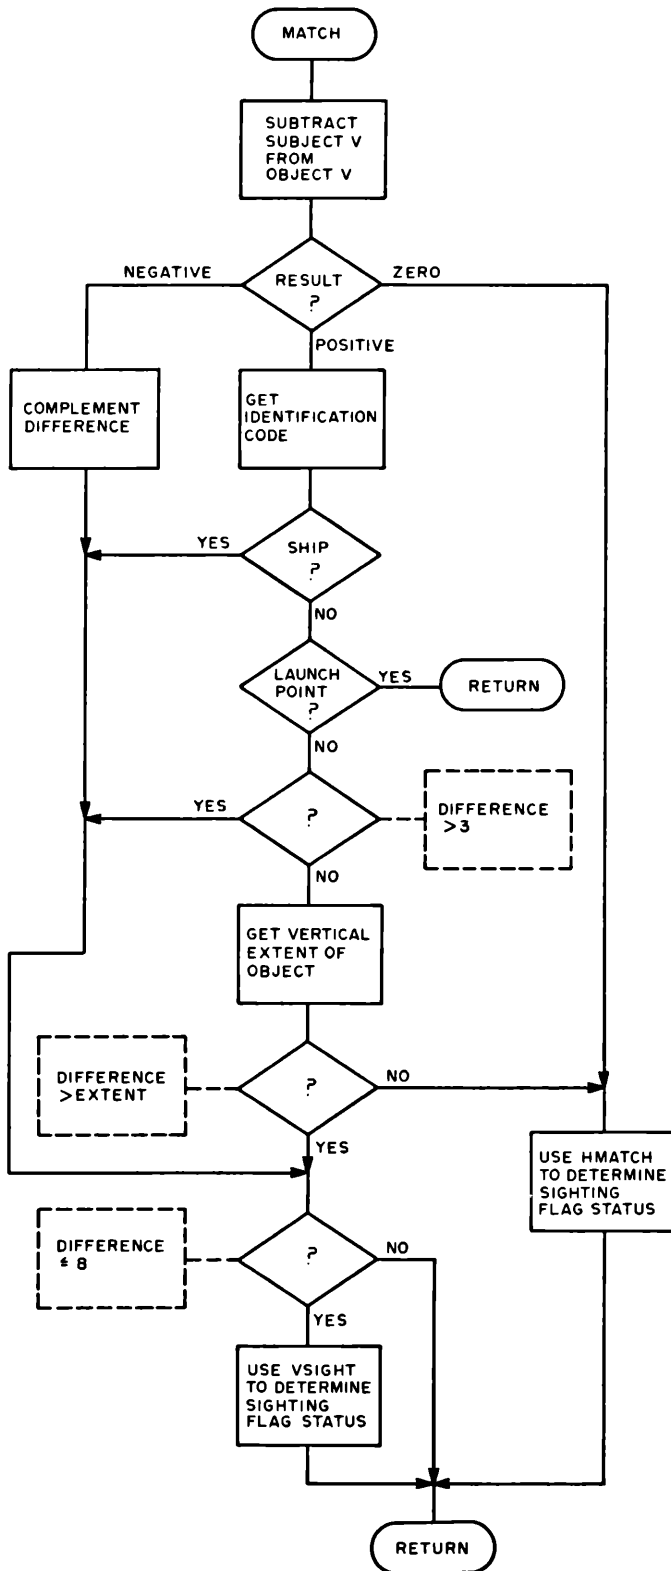 MATCH
SUBTRACT
SUBJECT V
FROM
OBJECT V
NEGATIVE
RESULT
?
ZERO
POSITIVE
COMPLEMENT
DIFFERENCE
GET
IDENTIFICATION
CODE
YES
SHIP
?
NO
LAUNCH
POINT
?
YES
RETURN
NO
YES
?
DIFFERENCE
>3
NO
GET VERTICAL
EXTENT OF
OBJECT
DIFFERENCE
>EXTENT
?
NO
YES
USE HMATCH
TO DETERMINE
SIGHTING
FLAG STATUS
DIFFERENCE
≤ 8
?
NO
YES
USE VSIGHT
TO DETERMINE
SIGHTING
FLAG STATUS
RETURN